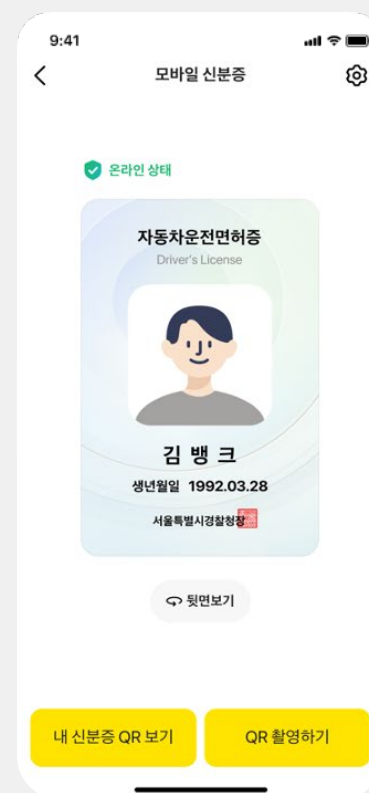 9:41
모바일 신분증
온라인 상태
자동차운전면허증
Driver's License
김 뱅 크
생년월일 1992.03.28
서울특별시경찰청장
뒷면보기
내 신분증 QR 보기
QR 촬영하기